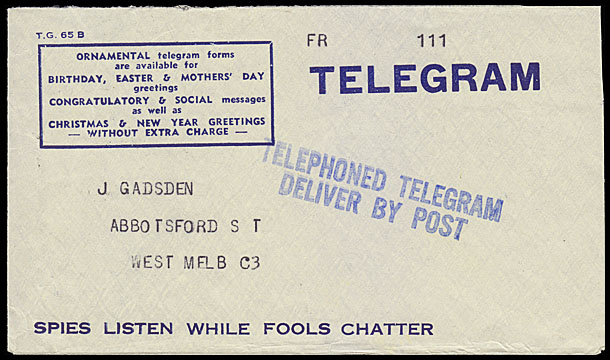 T.G. 65 B
ORNAMENTAL telegram forms
are available for
BIRTHDAY, EASTER & MOTHERS' DAY
greetings
CONGRATULATORY & SOCIAL messages
as well as
CHRISTMAS & NEW YEAR GREETINGS
— WITHOUT EXTRA CHARGE —
FR 111
TELEGRAM
TELEPHONED TELEGRAM
DELIVER BY POST
J GADSDEN
ABBOTSFORD S T
WEST MELB C3
SPIES LISTEN WHILE FOOLS CHATTER